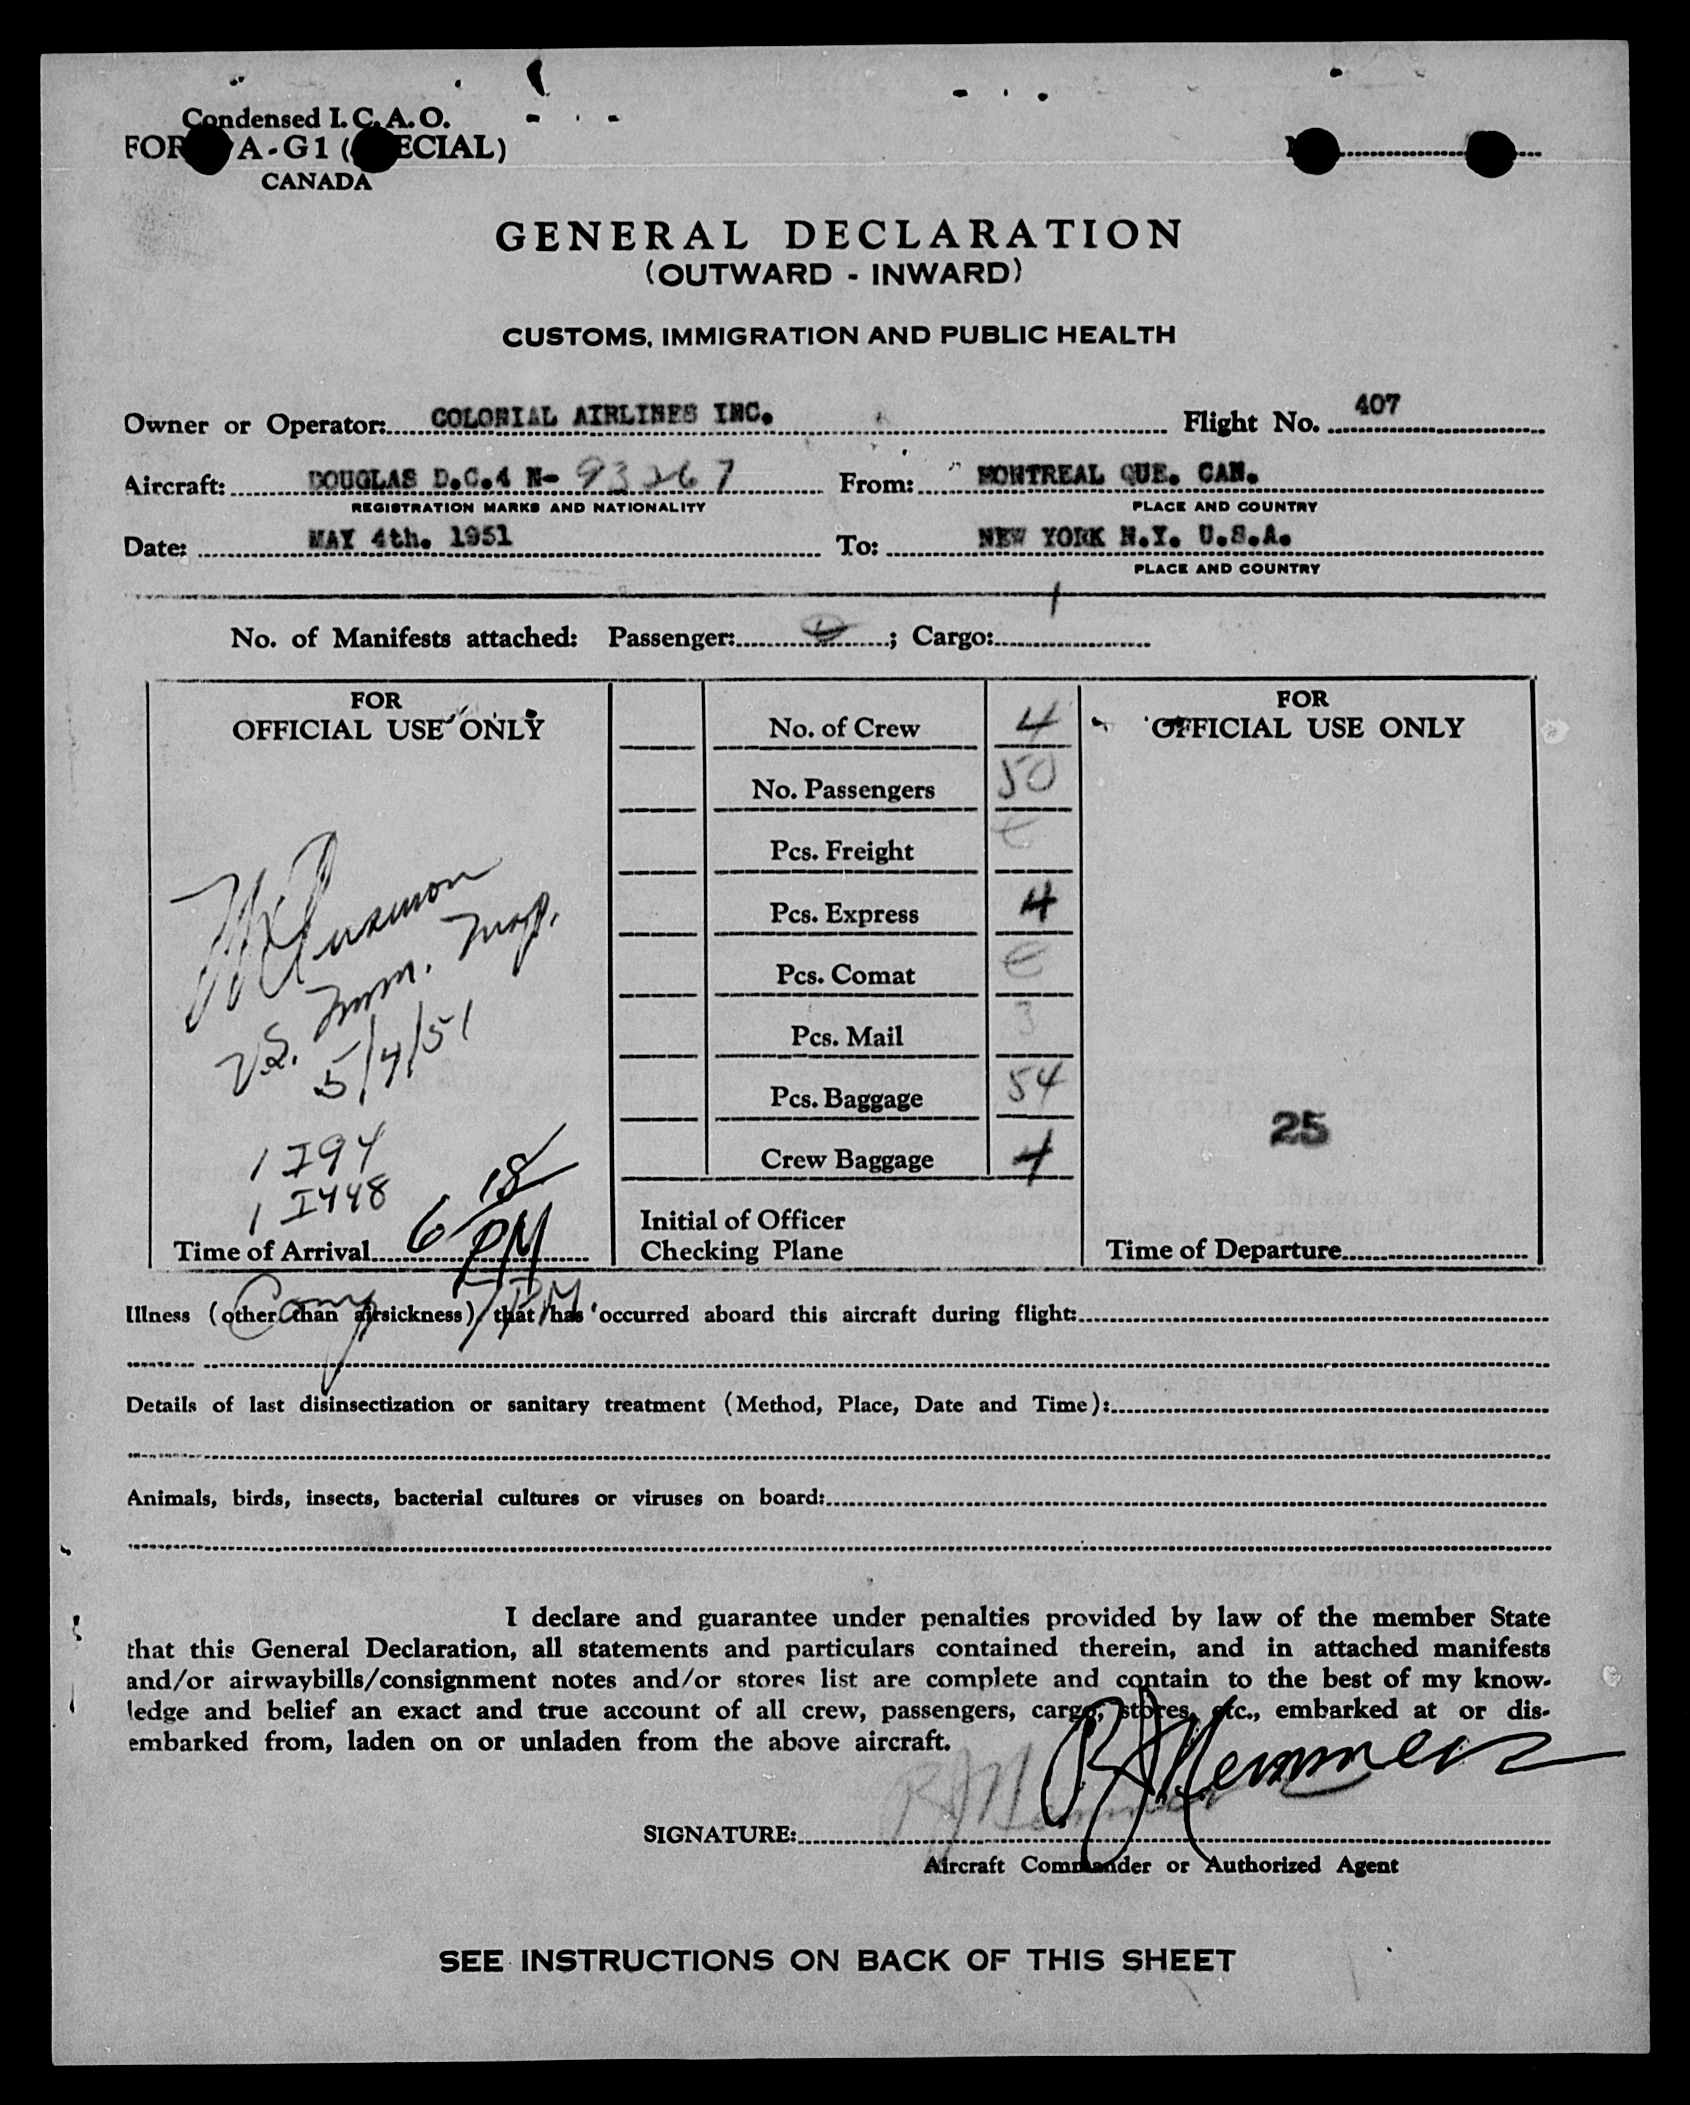 Condensed I.C.A.O.
A-G1
CANADA
GENERAL DECLARATION
(OUTWARD - INWARD)
CUSTOMS, IMMIGRATION AND PUBLIC HEALTH
Owner or Operator: COLONIAL AIRLINES INC. Flight No. 407
Aircraft: DOUGLAS D.C.4 N- 93267 From: MONTREAL QUE. CAN.
REGISTRATION MARKS AND NATIONALITY PLACE AND COUNTRY
Date: MAY 4th. 1951 To: NEW YORK N.Y. U.S.A.
PLACE AND COUNTRY
No. of Manifests attached: Passenger: ; Cargo: 1
FOR
OFFICIAL USE ONLY
U.S. Imm. Insp.
5/4/51
1 I94
1 I448
Time of Arrival 6 18 PM
No. of Crew 4
No. Passengers 50
Pcs. Freight
Pcs. Express 4
Pcs. Comat
Pcs. Mail 3
Pcs. Baggage 54
Crew Baggage 4
Initial of Officer
Checking Plane
FOR
OFFICIAL USE ONLY
25
Time of Departure
7 PM
Illness (other than airsickness) that has occurred aboard this aircraft during flight:
Details of last disinsectization or sanitary treatment (Method, Place, Date and Time):
Animals, birds, insects, bacterial cultures or viruses on board:
I declare and guarantee under penalties provided by law of the member State
that this General Declaration, all statements and particulars contained therein, and in attached manifests
and/or airwaybills/consignment notes and/or stores list are complete and contain to the best of my know-
ledge and belief an exact and true account of all crew, passengers, cargo, stores, etc., embarked at or dis-
embarked from, laden on or unladen from the above aircraft.
SIGNATURE:
Aircraft Commander or Authorized Agent
SEE INSTRUCTIONS ON BACK OF THIS SHEET